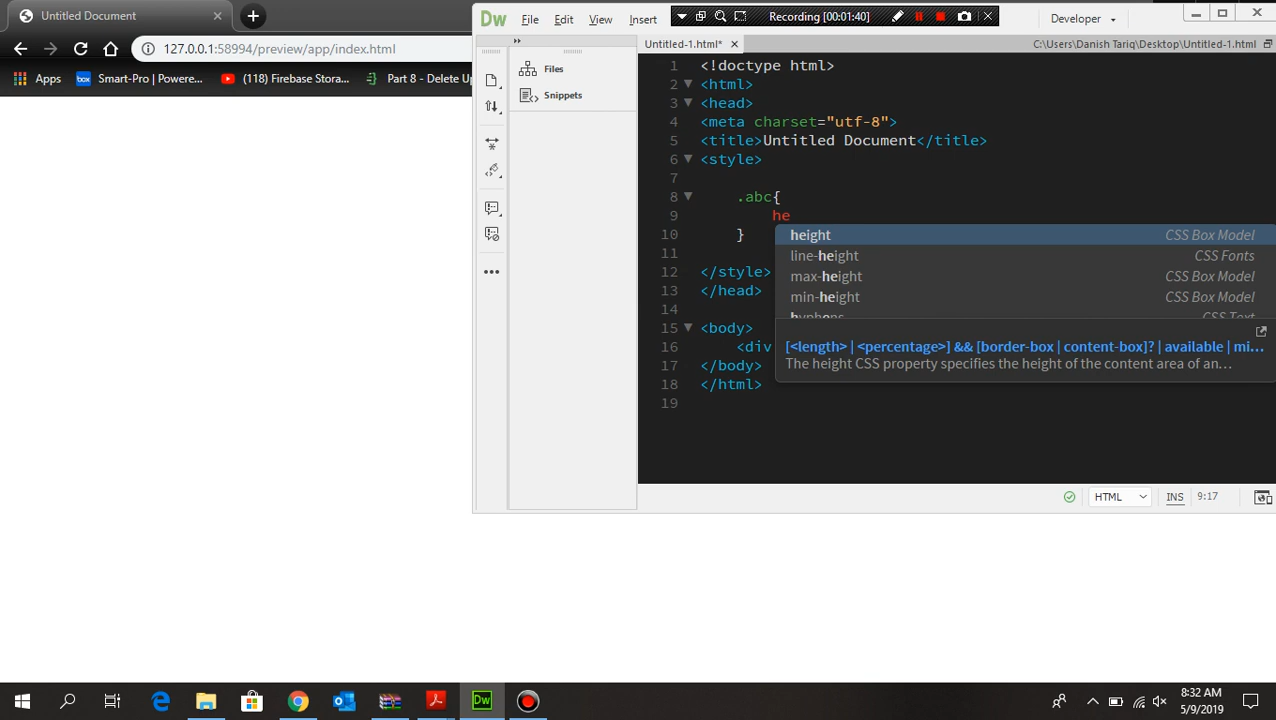 Untitled Document
127.0.0.1:58994/preview/app/index.html
Apps
box
Smart-Pro | Powere...
(118) Firebase Stora...
Part 8 - Delete Up
Dw
File
Edit
View
Insert
Recording [00:01:40]
Developer
Untitled-1.html*
C:\Users\Danish Tariq\Desktop\Untitled-1.html
Files
Snippets
1 <!doctype html>
2 <html>
3 <head>
4 <meta charset="utf-8">
5 <title>Untitled Document</title>
6 <style>
7
8 .abc{
9 he
10 }
11
12 </style>
13 </head>
14
15 <body>
16 <div
17 </body>
18 </html>
19
height CSS Box Model
line-height CSS Fonts
max-height CSS Box Model
min-height CSS Box Model
hyphens CSS Text
[<length> | <percentage>] && [border-box | content-box]? | available | mi...
The height CSS property specifies the height of the content area of an...
HTML
INS
9:17
Dw
8:32 AM
5/9/2019